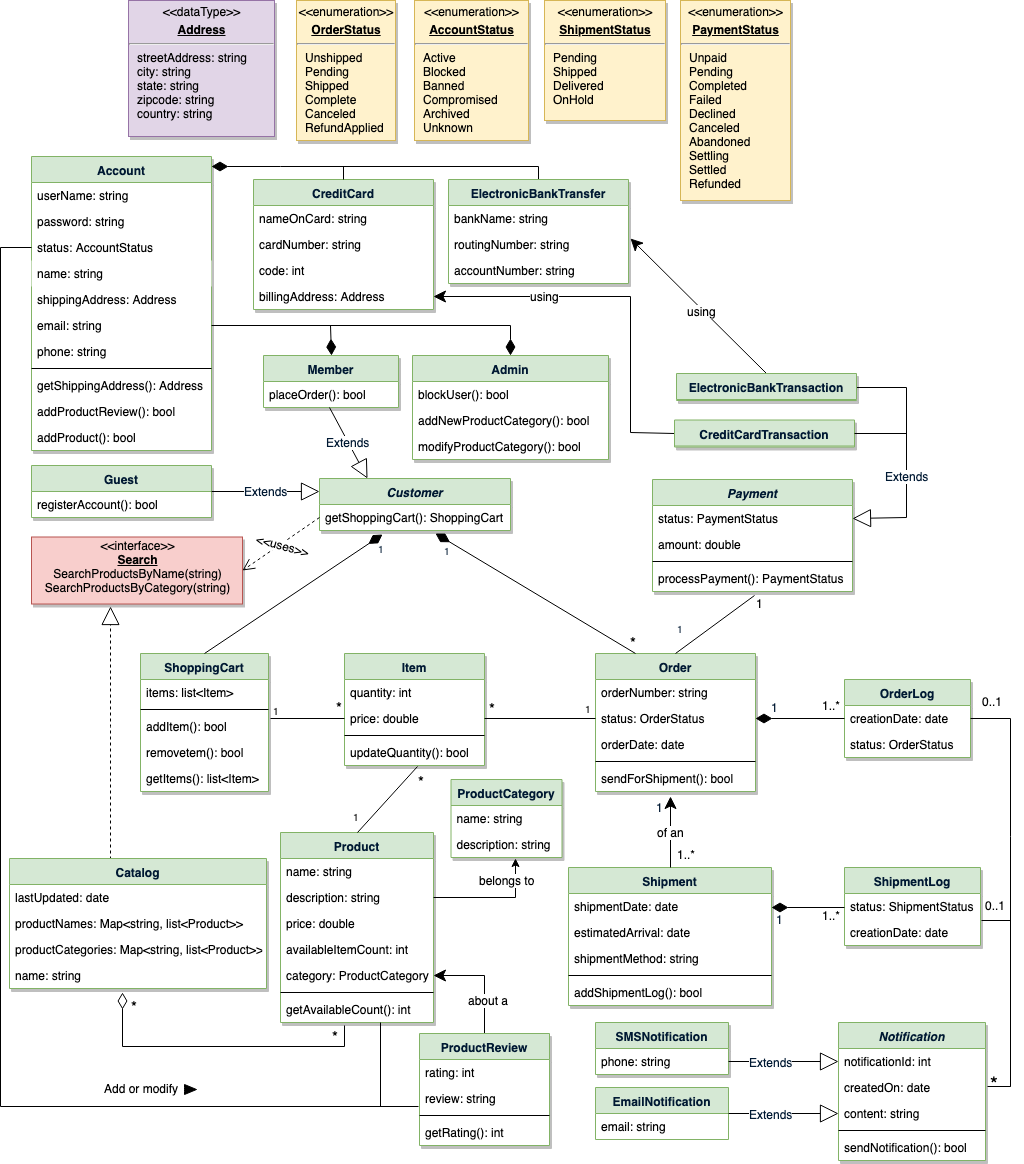 <<dataType>>
Address
streetAddress: string
city: string
state: string
zipcode: string
country: string
<<enumeration>>
OrderStatus
Unshipped
Pending
Shipped
Complete
Canceled
RefundApplied
<<enumeration>>
AccountStatus
Active
Blocked
Banned
Compromised
Archived
Unknown
<<enumeration>>
ShipmentStatus
Pending
Shipped
Delivered
OnHold
<<enumeration>>
PaymentStatus
Unpaid
Pending
Completed
Failed
Declined
Canceled
Abandoned
Settling
Settled
Refunded
Account
userName: string
password: string
status: AccountStatus
name: string
shippingAddress: Address
email: string
phone: string
getShippingAddress(): Address
addProductReview(): bool
addProduct(): bool
CreditCard
nameOnCard: string
cardNumber: string
code: int
billingAddress: Address
ElectronicBankTransfer
bankName: string
routingNumber: string
accountNumber: string
using
using
Member
placeOrder(): bool
Admin
blockUser(): bool
addNewProductCategory(): bool
modifyProductCategory(): bool
ElectronicBankTransaction
CreditCardTransaction
Extends
Extends
Guest
registerAccount(): bool
Extends
Customer
getShoppingCart(): ShoppingCart
Payment
status: PaymentStatus
amount: double
processPayment(): PaymentStatus
<<interface>>
Search
SearchProductsByName(string)
SearchProductsByCategory(string)
<<uses>>
1
1
1
1
*
ShoppingCart
items: list<Item>
addItem(): bool
removetem(): bool
getItems(): list<Item>
1
*
Item
quantity: int
price: double
updateQuantity(): bool
*
1
Order
orderNumber: string
status: OrderStatus
orderDate: date
sendForShipment(): bool
1
1..*
OrderLog
creationDate: date
status: OrderStatus
0..1
*
1
ProductCategory
name: string
description: string
belongs to
1
of an
1..*
Product
name: string
description: string
price: double
availableItemCount: int
category: ProductCategory
getAvailableCount(): int
Catalog
lastUpdated: date
productNames: Map<string, list<Product>>
productCategories: Map<string, list<Product>>
name: string
*
*
Shipment
shipmentDate: date
estimatedArrival: date
shipmentMethod: string
addShipmentLog(): bool
1
1..*
ShipmentLog
status: ShipmentStatus
creationDate: date
0..1
about a
ProductReview
rating: int
review: string
getRating(): int
Add or modify
SMSNotification
phone: string
Extends
EmailNotification
email: string
Extends
Notification
notificationId: int
createdOn: date
content: string
sendNotification(): bool
*